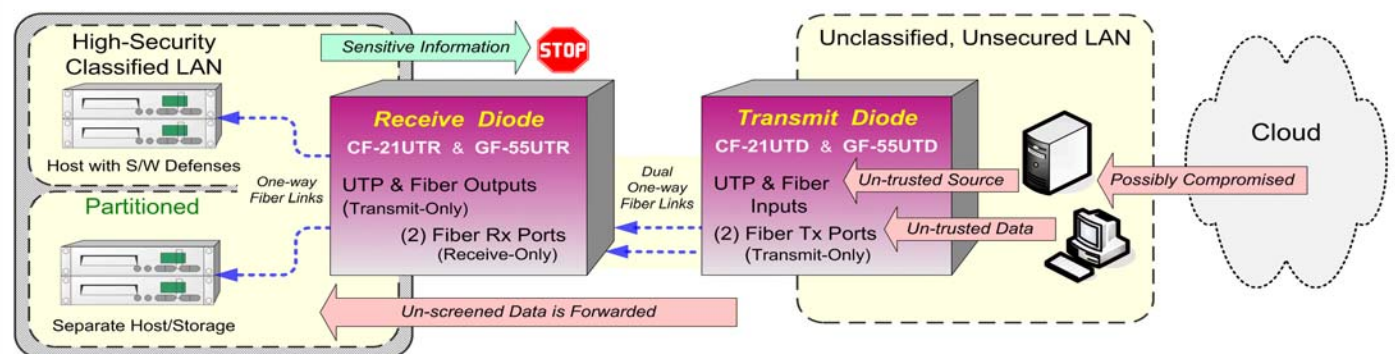 High-Security
Classified LAN
Host with S/W Defenses
Partitioned
Separate Host/Storage
Sensitive Information
STOP
One-way
Fiber Links
Receive Diode
CF-21UTR & GF-55UTR
UTP & Fiber Outputs
(Transmit-Only)
(2) Fiber Rx Ports
(Receive-Only)
Dual
One-way
Fiber Links
Un-screened Data is Forwarded
Transmit Diode
CF-21UTD & GF-55UTD
UTP & Fiber
Inputs
(2) Fiber Tx Ports
(Transmit-Only)
Unclassified, Unsecured LAN
Un-trusted Source
Un-trusted Data
Possibly Compromised
Cloud